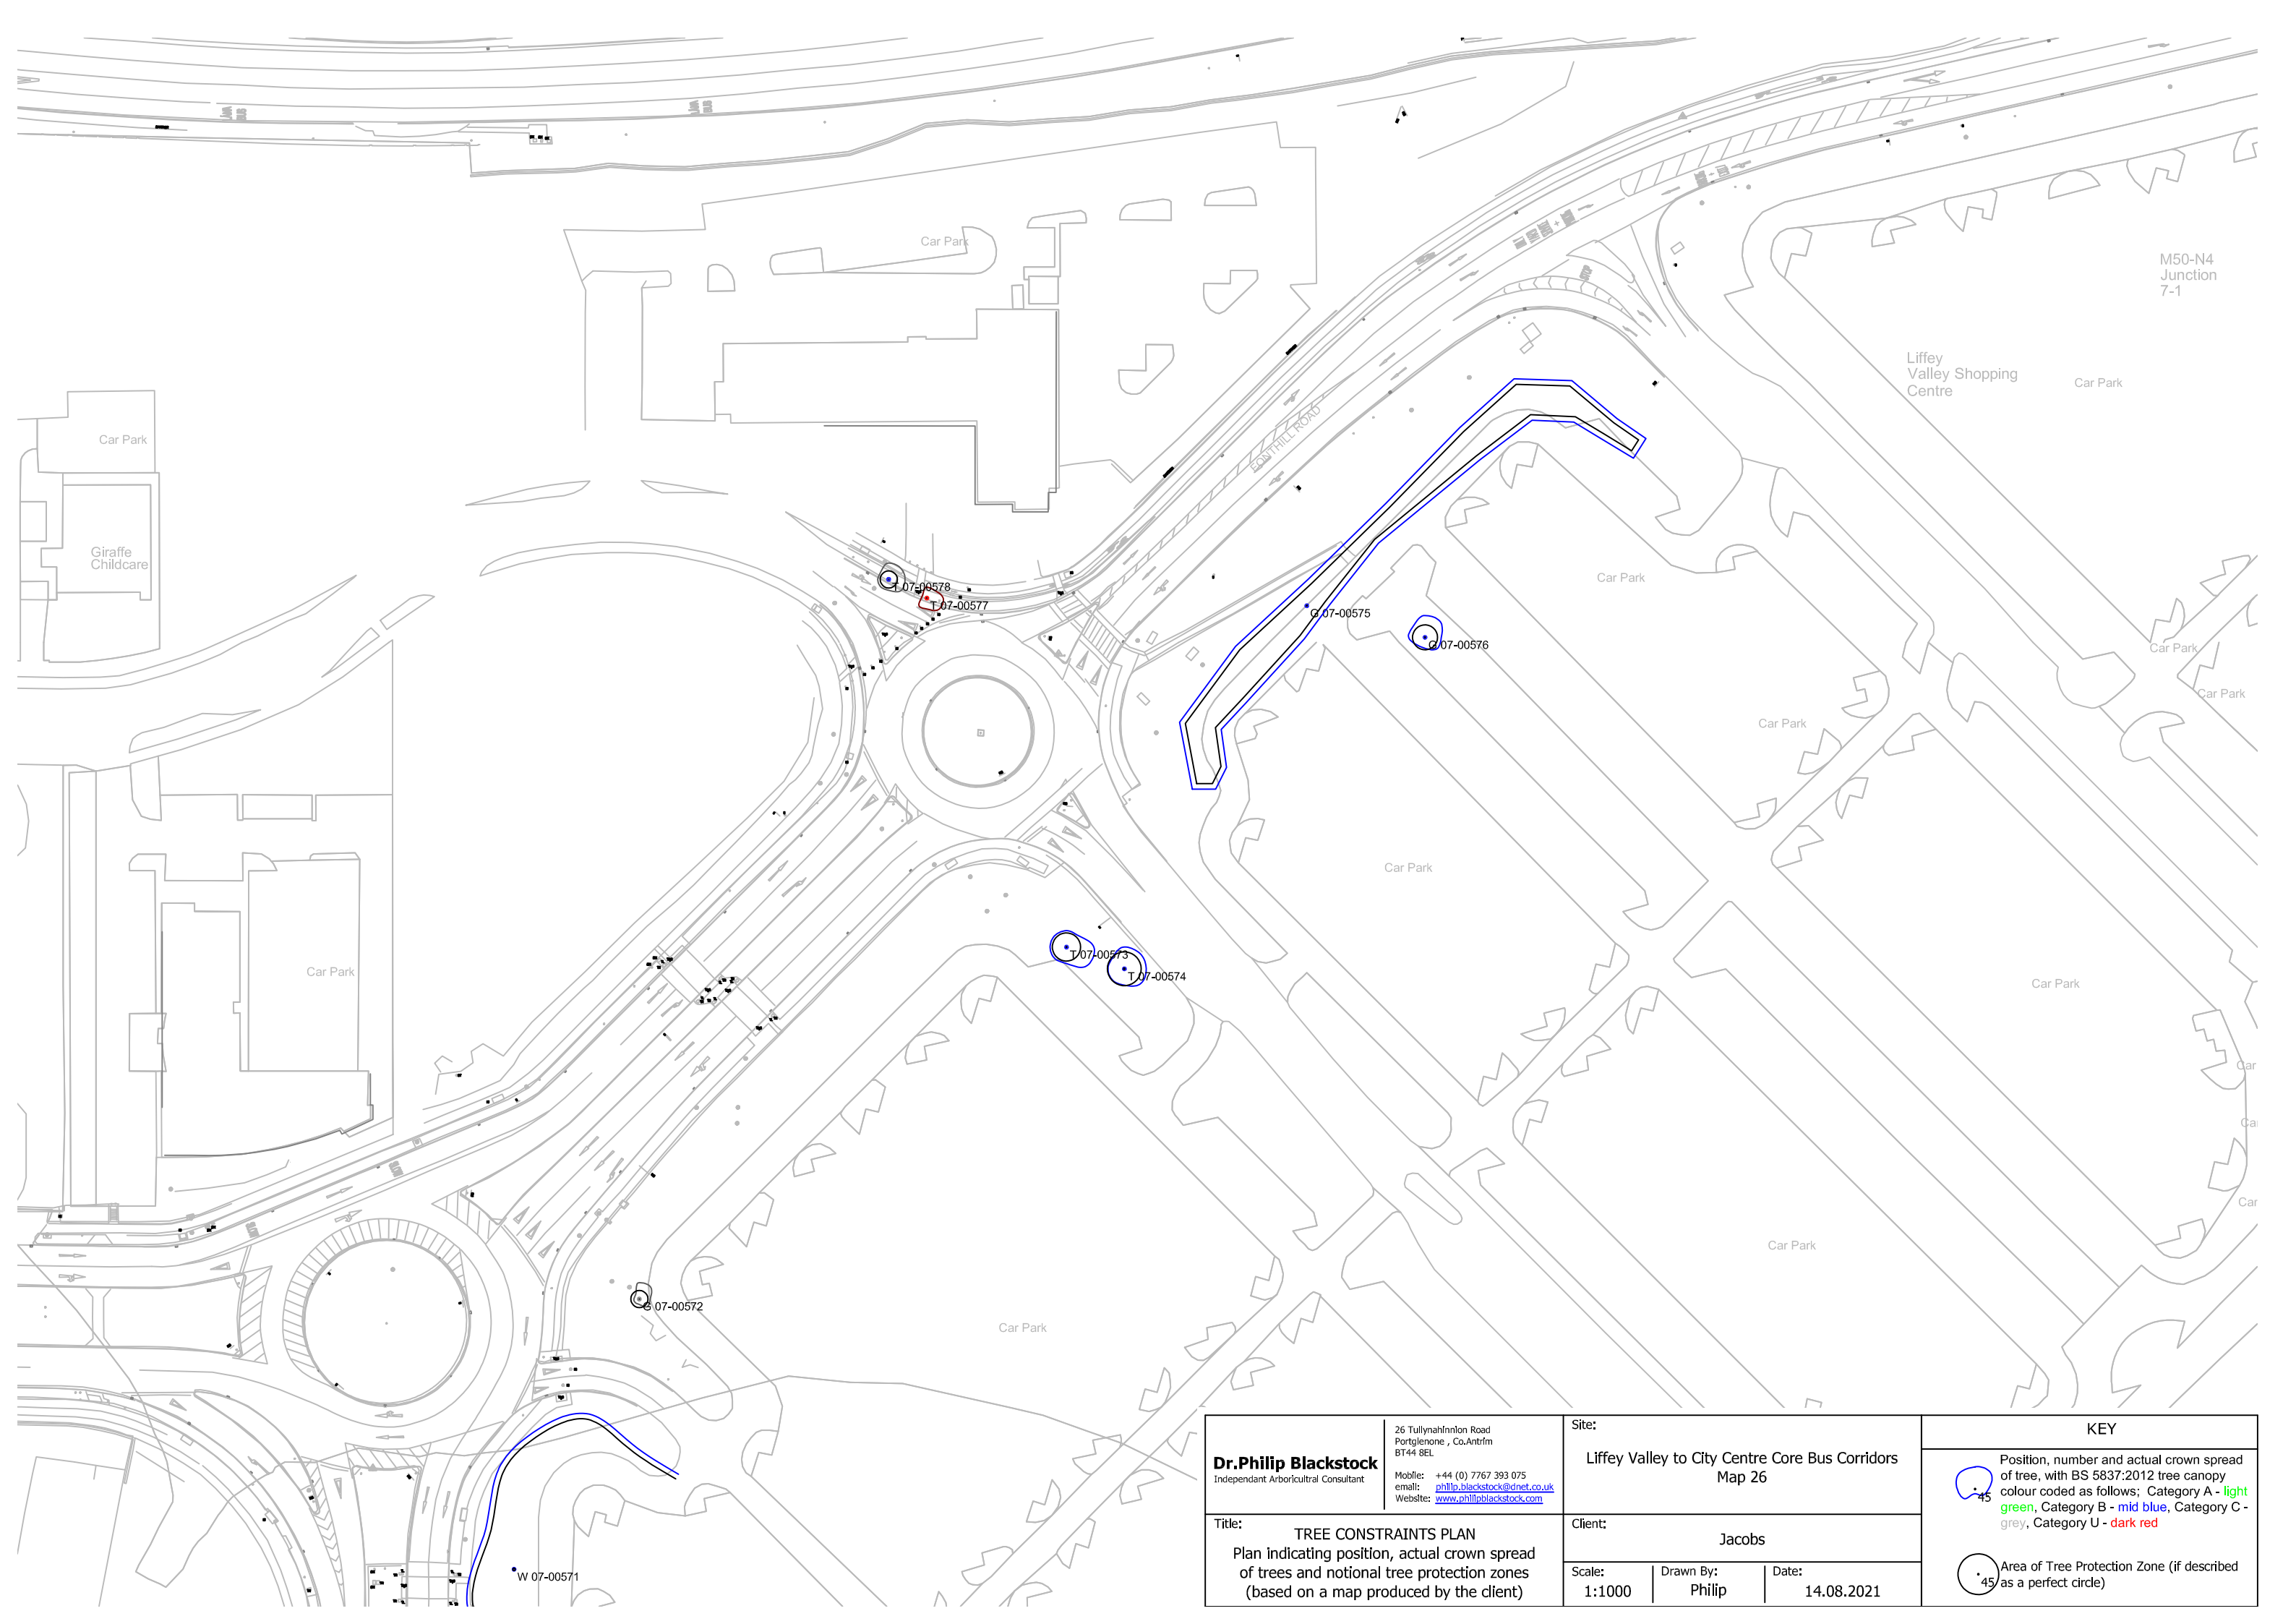 Car Park
M50-N4
Junction
7-1
Liffey
Valley Shopping
Centre
Car Park
Car Park
FONTHILL ROAD
Giraffe
Childcare
T 07-00578
T 07-00577
Car Park
G 07-00575
G 07-00576
Car Park
Car Park
Car Park
Car Park
Car Park
T 07-00573
T 07-00574
Car Park
Car Park
Car
Car
Car Park
G 07-00572
Car Park
W 07-00571
Dr.Philip Blackstock
Independant Arboricultral Consultant
26 Tullynahinnion Road
Portglenone , Co.Antrim
BT44 8EL
Mobile: +44 (0) 7767 393 075
email: philip.blackstock@dnet.co.uk
Website: www.philipblackstock.com
Site:
Liffey Valley to City Centre Core Bus Corridors
Map 26
Title:
TREE CONSTRAINTS PLAN
Plan indicating position, actual crown spread
of trees and notional tree protection zones
(based on a map produced by the client)
Client:
Jacobs
Scale:
1:1000
Drawn By:
Philip
Date:
14.08.2021
KEY
45
Position, number and actual crown spread
of tree, with BS 5837:2012 tree canopy
colour coded as follows; Category A - light
green, Category B - mid blue, Category C -
grey, Category U - dark red
45
Area of Tree Protection Zone (if described
as a perfect circle)